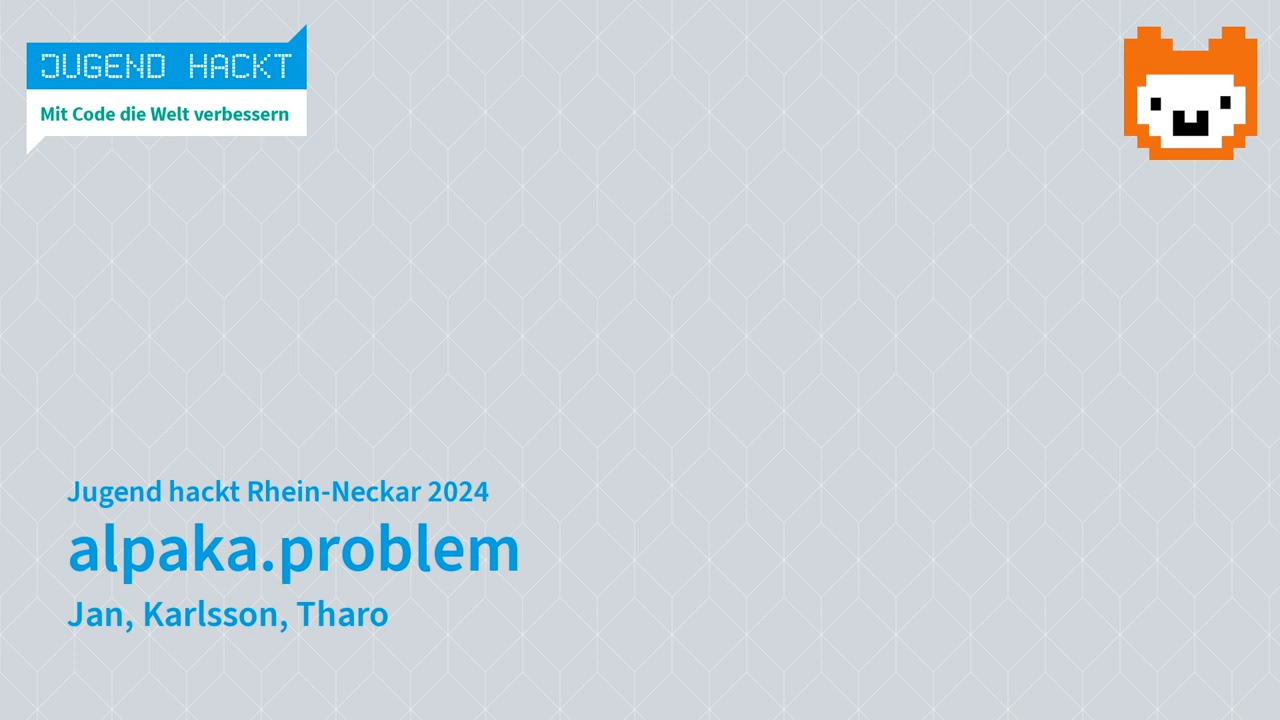 JUGEND HACKT
Mit Code die Welt verbessern
Jugend hackt Rhein-Neckar 2024
alpaka.problem
Jan, Karlsson, Tharo